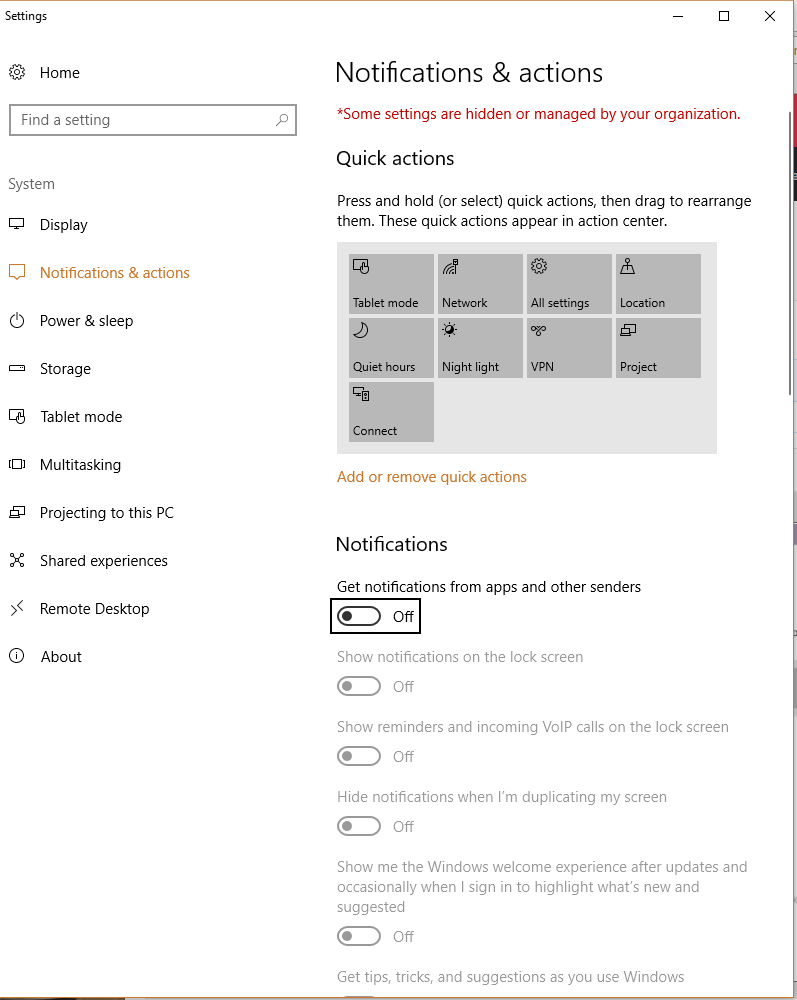 Settings
Home
Find a setting
System
Display
Notifications & actions
Power & sleep
Storage
Tablet mode
Multitasking
Projecting to this PC
Shared experiences
Remote Desktop
About
Notifications & actions
*Some settings are hidden or managed by your organization.
Quick actions
Press and hold (or select) quick actions, then drag to rearrange
them. These quick actions appear in action center.
Tablet mode
Network
All settings
Location
Quiet hours
Night light
VPN
Project
Connect
Add or remove quick actions
Notifications
Get notifications from apps and other senders
Off
Show notifications on the lock screen
Off
Show reminders and incoming VoIP calls on the lock screen
Off
Hide notifications when I'm duplicating my screen
Off
Show me the Windows welcome experience after updates and
occasionally when I sign in to highlight what's new and
suggested
Off
Get tips, tricks, and suggestions as you use Windows